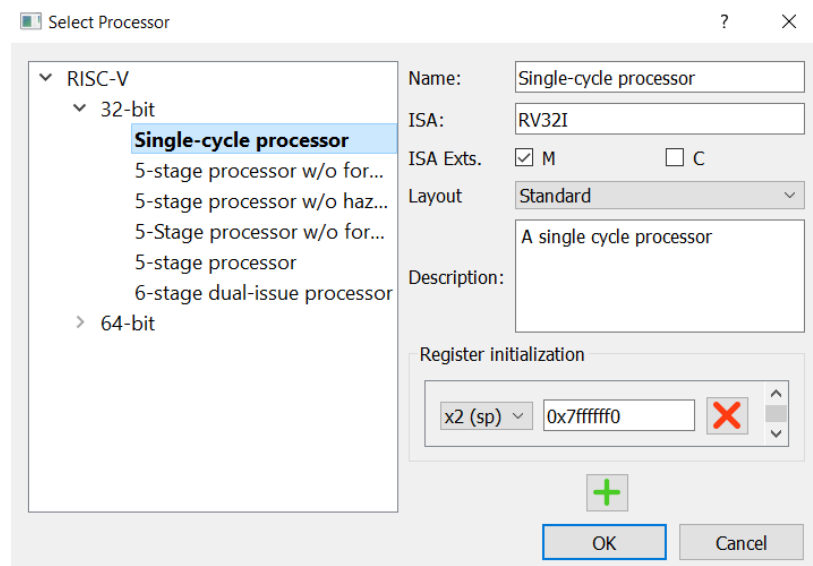 Select Processor ?
RISC-V
32-bit
Single-cycle processor
5-stage processor w/o for...
5-stage processor w/o haz...
5-Stage processor w/o for...
5-stage processor
6-stage dual-issue processor
64-bit
Name: Single-cycle processor
ISA: RV32I
ISA Exts. M C
Layout Standard
Description: A single cycle processor
Register initialization
x2 (sp) 0x7ffffff0
OK Cancel